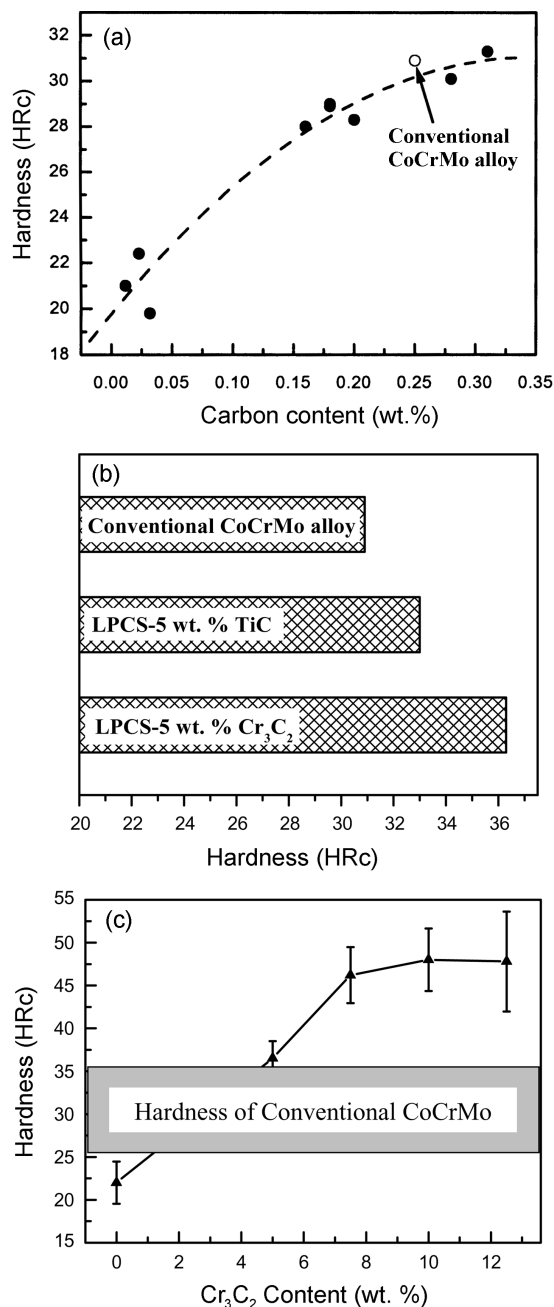 (a)
Hardness (HRc)
32
30
28
26
24
22
20
18
Conventional
CoCrMo alloy
0.00 0.05 0.10 0.15 0.20 0.25 0.30 0.35
Carbon content (wt.%)
(b)
Conventional CoCrMo alloy
LPCS-5 wt. % TiC
LPCS-5 wt. % Cr₃C₂
20 22 24 26 28 30 32 34 36
Hardness (HRc)
(c)
Hardness (HRc)
55
50
45
40
35
30
25
20
15
Hardness of Conventional CoCrMo
0 2 4 6 8 10 12
Cr₃C₂ Content (wt. %)